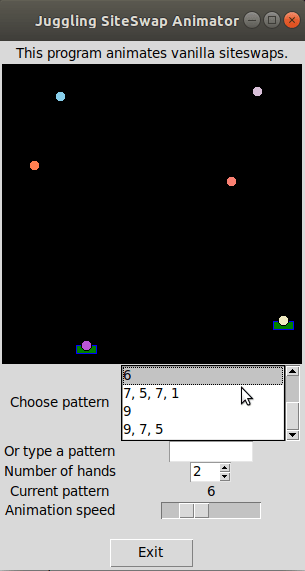 Juggling SiteSwap Animator
This program animates vanilla siteswaps.
Choose pattern
6
7, 5, 7, 1
9
9, 7, 5
Or type a pattern
Number of hands 2
Current pattern 6
Animation speed
Exit